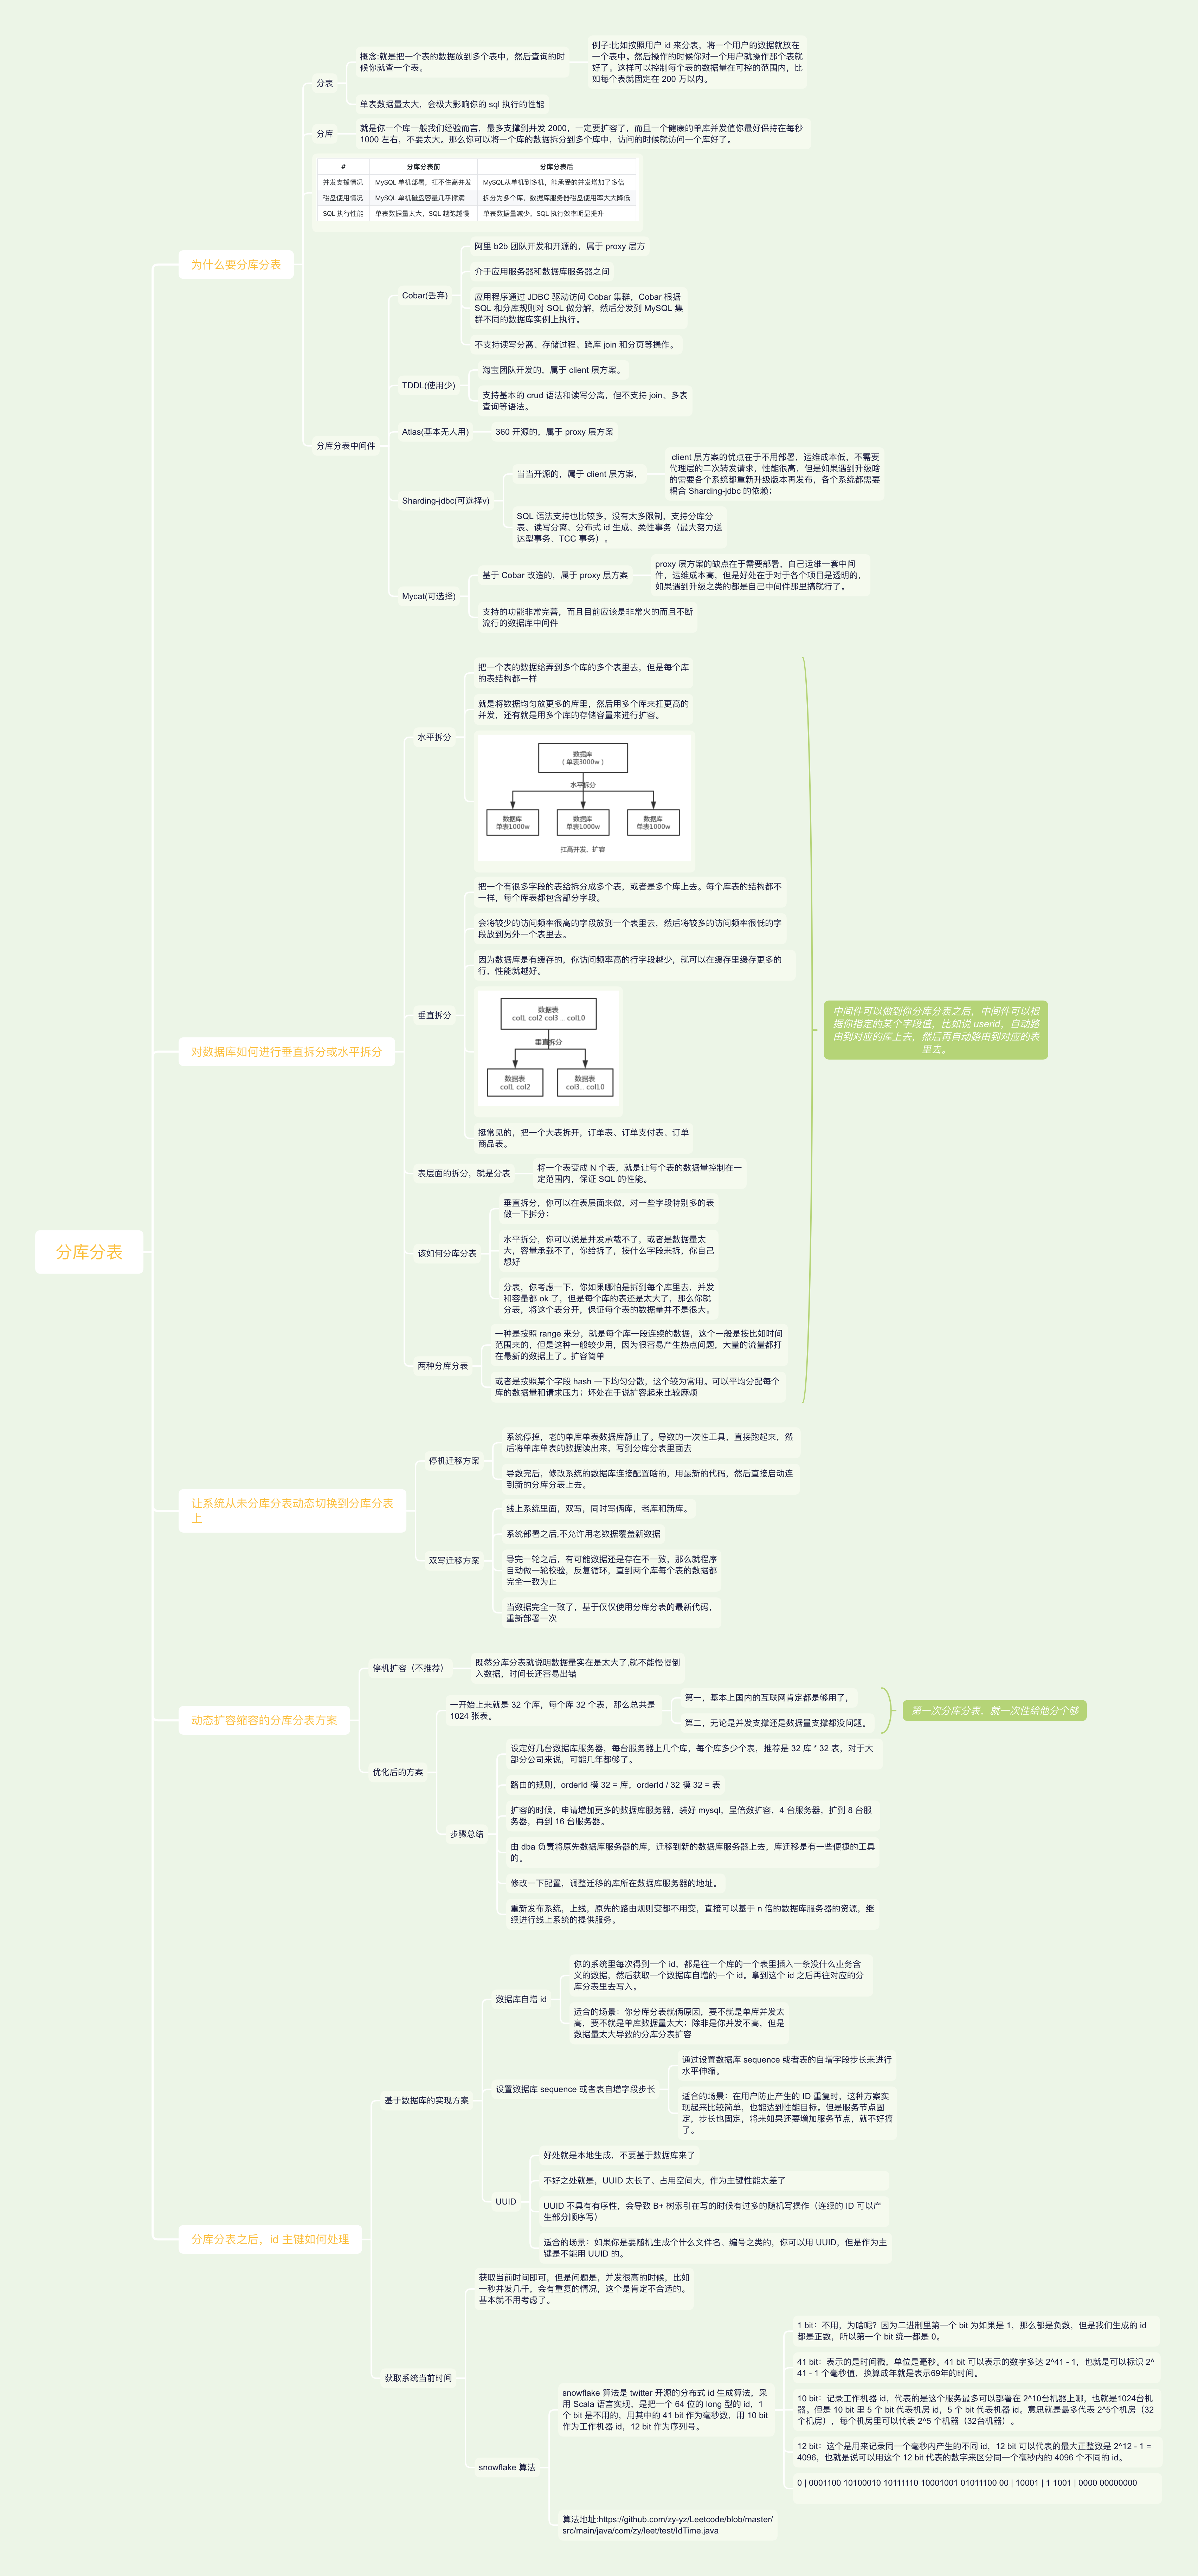 分库分表
为什么要分库分表
分表
概念:就是把一个表的数据放到多个表中，然后查询的时
候你就查一个表。
例子:比如按照用户 id 来分表，将一个用户的数据就放在
一个表中。然后操作的时候你对一个用户就操作那个表就
好了。这样可以控制每个表的数据量在可控的范围内，比
如每个表就固定在 200 万以内。
单表数据量太大，会极大影响你的 sql 执行的性能
分库
就是你一个库一般我们经验而言，最多支撑到并发 2000，一定要扩容了，而且一个健康的单库并发值你最好保持在每秒
1000 左右，不要太大。那么你可以将一个库的数据拆分到多个库中，访问的时候就访问一个库好了。
# 分库分表前 分库分表后
并发支撑情况 MySQL 单机部署，扛不住高并发 MySQL从单机到多机，能承受的并发增加了多倍
磁盘使用情况 MySQL 单机磁盘容量几乎撑满 拆分为多个库，数据库服务器磁盘使用率大大降低
SQL 执行性能 单表数据量太大，SQL 越跑越慢 单表数据量减少，SQL 执行效率明显提升
分库分表中间件
Cobar(丢弃)
阿里 b2b 团队开发和开源的，属于 proxy 层方
介于应用服务器和数据库服务器之间
应用程序通过 JDBC 驱动访问 Cobar 集群，Cobar 根据
SQL 和分库规则对 SQL 做分解，然后分发到 MySQL 集
群不同的数据库实例上执行。
不支持读写分离、存储过程、跨库 join 和分页等操作。
TDDL(使用少)
淘宝团队开发的，属于 client 层方案。
支持基本的 crud 语法和读写分离，但不支持 join、多表
查询等语法。
Atlas(基本无人用)
360 开源的，属于 proxy 层方案
Sharding-jdbc(可选择v)
当当开源的，属于 client 层方案，
client 层方案的优点在于不用部署，运维成本低，不需要
代理层的二次转发请求，性能很高，但是如果遇到升级啥
的需要各个系统都重新升级版本再发布，各个系统都需要
耦合 Sharding-jdbc 的依赖；
SQL 语法支持也比较多，没有太多限制，支持分库分
表、读写分离、分布式 id 生成、柔性事务（最大努力送
达型事务、TCC 事务）。
Mycat(可选择)
基于 Cobar 改造的，属于 proxy 层方案
proxy 层方案的缺点在于需要部署，自己运维一套中间
件，运维成本高，但是好处在于对于各个项目是透明的，
如果遇到升级之类的都是自己中间件那里搞就行了。
支持的功能非常完善，而且目前应该是非常火的而且不断
流行的数据库中间件
对数据库如何进行垂直拆分或水平拆分
水平拆分
把一个表的数据给弄到多个库的多个表里去，但是每个库
的表结构都一样
就是将数据均匀放更多的库里，然后用多个库来扛更高的
并发，还有就是用多个库的存储容量来进行扩容。
数据库
（单表3000w）
水平拆分
数据库 数据库 数据库
单表1000w 单表1000w 单表1000w
扛高并发，扩容
垂直拆分
把一个有很多字段的表给拆分成多个表，或者是多个库上去。每个库表的结构都不
一样，每个库表都包含部分字段。
会将较少的访问频率很高的字段放到一个表里去，然后将较多的访问频率很低的字
段放到另外一个表里去。
因为数据库是有缓存的，你访问频率高的行字段越少，就可以在缓存里缓存更多的
行，性能就越好。
数据表
col1 col2 col3 .. col10
垂直拆分
数据表 数据表
col1 col2 col3.. col10
挺常见的，把一个大表拆开，订单表、订单支付表、订单
商品表。
表层面的拆分，就是分表
将一个表变成 N 个表，就是让每个表的数据量控制在一
定范围内，保证 SQL 的性能。
该如何分库分表
垂直拆分，你可以在表层面来做，对一些字段特别多的表
做一下拆分；
水平拆分，你可以说是并发承载不了，或者是数据量太
大，容量承载不了，你给拆了，按什么字段来拆，你自己
想好
分表，你考虑一下，你如果哪怕是拆到每个库里去，并发
和容量都 ok 了，但是每个库的表还是太大了，那么你就
分表，将这个表分开，保证每个表的数据量并不是很大。
两种分库分表
一种是按照 range 来分，就是每个库一段连续的数据，这个一般是按比如时间
范围来的，但是这种一般较少用，因为很容易产生热点问题，大量的流量都打
在最新的数据上了。扩容简单
或者是按照某个字段 hash 一下均匀分散，这个较为常用。可以平均分配每个
库的数据量和请求压力；坏处在于说扩容起来比较麻烦
中间件可以做到你分库分表之后，中间件可以根
据你指定的某个字段值，比如说 userid，自动路
由到对应的库上去，然后再自动路由到对应的表
里去。
让系统从未分库分表动态切换到分库分表
上
停机迁移方案
系统停掉，老的单库单表数据库静止了。导数的一次性工具，直接跑起来，然
后将单库单表的数据读出来，写到分库分表里面去
导数完后，修改系统的数据库连接配置啥的，用最新的代码，然后直接启动连
到新的分库分表上去。
双写迁移方案
线上系统里面，双写，同时写俩库，老库和新库。
系统部署之后,不允许用老数据覆盖新数据
导完一轮之后，有可能数据还是存在不一致，那么就程序
自动做一轮校验，反复循环，直到两个库每个表的数据都
完全一致为止
当数据完全一致了，基于仅仅使用分库分表的最新代码，
重新部署一次
动态扩容缩容的分库分表方案
停机扩容（不推荐）
既然分库分表就说明数据量实在是太大了,就不能慢慢倒
入数据，时间长还容易出错
优化后的方案
一开始上来就是 32 个库，每个库 32 个表，那么总共是
1024 张表。
第一，基本上国内的互联网肯定都是够用了，
第二，无论是并发支撑还是数据量支撑都没问题。
第一次分库分表，就一次性给他分个够
步骤总结
设定好几台数据库服务器，每台服务器上几个库，每个库多少个表，推荐是 32 库 * 32 表，对于大
部分公司来说，可能几年都够了。
路由的规则，orderId 模 32 = 库，orderId / 32 模 32 = 表
扩容的时候，申请增加更多的数据库服务器，装好 mysql，呈倍数扩容，4 台服务器，扩到 8 台服
务器，再到 16 台服务器。
由 dba 负责将原先数据库服务器的库，迁移到新的数据库服务器上去，库迁移是有一些便捷的工具
的。
修改一下配置，调整迁移的库所在数据库服务器的地址。
重新发布系统，上线，原先的路由规则变都不用变，直接可以基于 n 倍的数据库服务器的资源，继
续进行线上系统的提供服务。
分库分表之后，id 主键如何处理
基于数据库的实现方案
数据库自增 id
你的系统里每次得到一个 id，都是往一个库的一个表里插入一条没什么业务含
义的数据，然后获取一个数据库自增的一个 id。拿到这个 id 之后再往对应的分
库分表里去写入。
适合的场景：你分库分表就俩原因，要不就是单库并发太
高，要不就是单库数据量太大；除非是你并发不高，但是
数据量太大导致的分库分表扩容
设置数据库 sequence 或者表自增字段步长
通过设置数据库 sequence 或者表的自增字段步长来进行
水平伸缩。
适合的场景：在用户防止产生的 ID 重复时，这种方案实
现起来比较简单，也能达到性能目标。但是服务节点固
定，步长也固定，将来如果还要增加服务节点，就不好搞
了。
UUID
好处就是本地生成，不要基于数据库来了
不好之处就是，UUID 太长了、占用空间大，作为主键性能太差了
UUID 不具有有序性，会导致 B+ 树索引在写的时候有过多的随机写操作（连续的 ID 可以产
生部分顺序写）
适合的场景：如果你是要随机生成个什么文件名、编号之类的，你可以用 UUID，但是作为主
键是不能用 UUID 的。
获取系统当前时间
获取当前时间即可，但是问题是，并发很高的时候，比如
一秒并发几千，会有重复的情况，这个是肯定不合适的。
基本就不用考虑了。
snowflake 算法
snowflake 算法是 twitter 开源的分布式 id 生成算法，采
用 Scala 语言实现，是把一个 64 位的 long 型的 id，1
个 bit 是不用的，用其中的 41 bit 作为毫秒数，用 10 bit
作为工作机器 id，12 bit 作为序列号。
1 bit：不用，为啥呢？因为二进制里第一个 bit 为如果是 1，那么都是负数，但是我们生成的 id
都是正数，所以第一个 bit 统一都是 0。
41 bit：表示的是时间戳，单位是毫秒。41 bit 可以表示的数字多达 2^41 - 1，也就是可以标识 2^
41 - 1 个毫秒值，换算成年就是表示69年的时间。
10 bit：记录工作机器 id，代表的是这个服务最多可以部署在 2^10台机器上哪，也就是1024台机
器。但是 10 bit 里 5 个 bit 代表机房 id，5 个 bit 代表机器 id。意思就是最多代表 2^5个机房（32
个机房），每个机房里可以代表 2^5 个机器（32台机器）。
12 bit：这个是用来记录同一个毫秒内产生的不同 id，12 bit 可以代表的最大正整数是 2^12 - 1 =
4096，也就是说可以用这个 12 bit 代表的数字来区分同一个毫秒内的 4096 个不同的 id。
0 | 0001100 10100010 10111110 10001001 01011100 00 | 10001 | 1 1001 | 0000 00000000
算法地址:https://github.com/zy-yz/Leetcode/blob/master/
src/main/java/com/zy/leet/test/IdTime.java